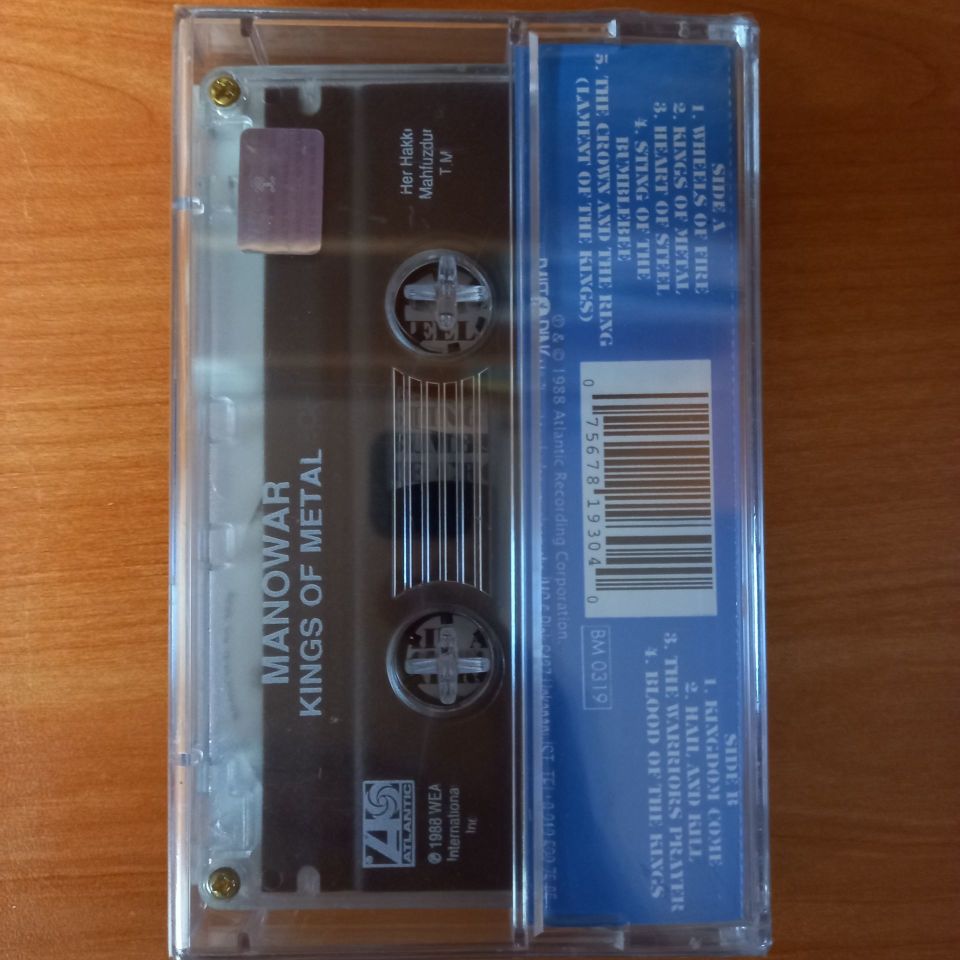 MANOWAR
KINGS OF METAL
Her Hakkı
Mahfuzdur
T.M
ATLANTIC
℗ 1988 WEA
International
Inc
SIDE A
1. WHEELS OF FIRE
2. KINGS OF METAL
3. HEART OF STEEL
4. STING OF THE
BUMBLEBEE
5. THE CROWN AND THE RING
(LAMENT OF THE KINGS)
0 75678 19304 0
BM 0319
SIDE B
1. KINGDOM COME
2. HAIL AND KILL
3. THE WARRIORS PRAYER
4. BLOOD OF THE KINGS
℗ & © 1988 Atlantic Recording Corporation.